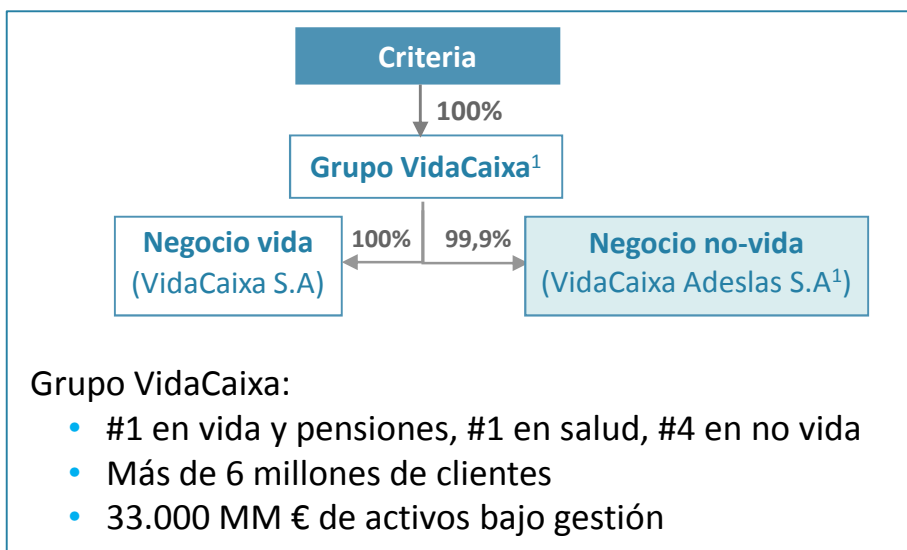 Criteria
100%
Grupo VidaCaixa¹
Negocio vida
(VidaCaixa S.A)
100%
99,9%
Negocio no-vida
(VidaCaixa Adeslas S.A¹)
Grupo VidaCaixa:
• #1 en vida y pensiones, #1 en salud, #4 en no vida
• Más de 6 millones de clientes
• 33.000 MM € de activos bajo gestión